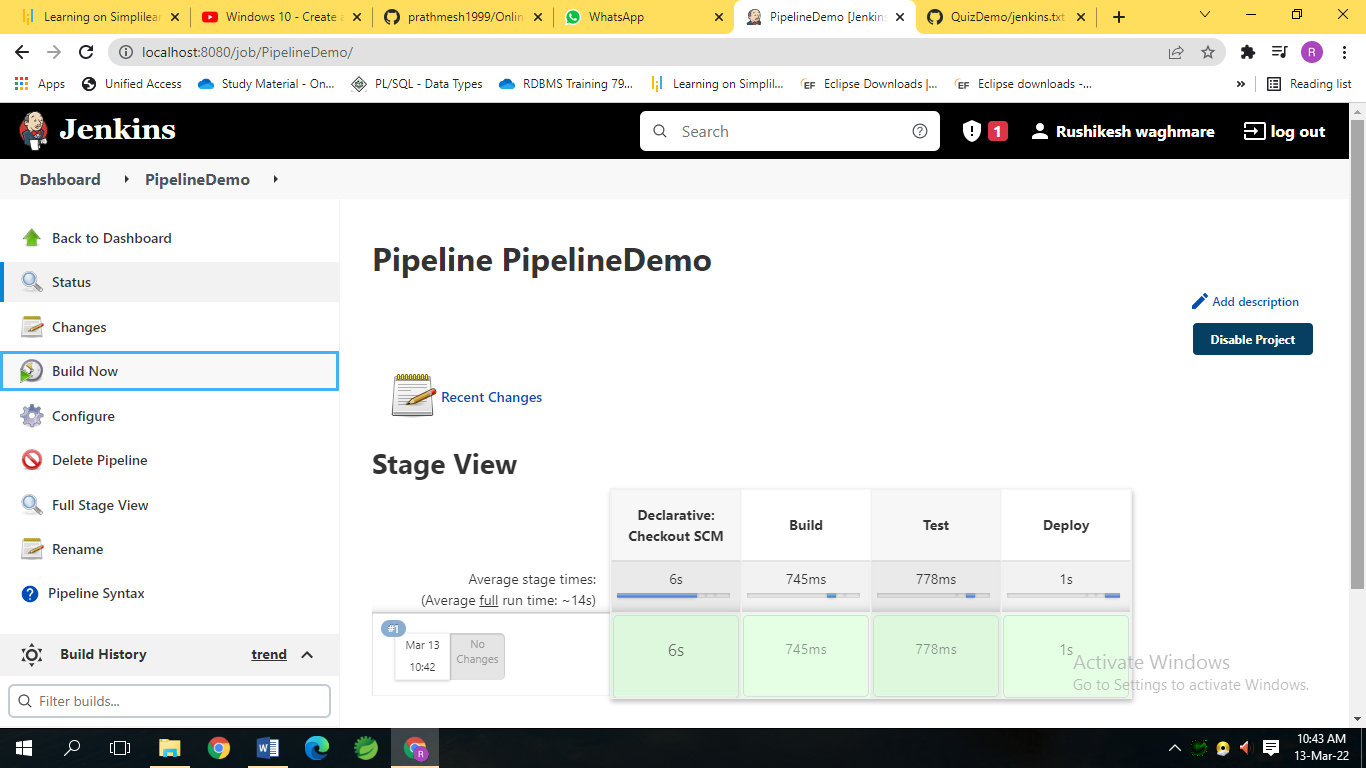 Learning on Simplilear
Windows 10 - Create a
prathmesh1999/Onlin
WhatsApp
PipelineDemo [Jenkins
QuizDemo/jenkins.txt
localhost:8080/job/PipelineDemo/
R
Apps
Unified Access
Study Material - On...
PL/SQL - Data Types
RDBMS Training 79...
Learning on Simplil...
EF Eclipse Downloads |...
EF Eclipse downloads -...
»
Reading list
Jenkins
Search
1
Rushikesh waghmare
log out
Dashboard
PipelineDemo
Back to Dashboard
Status
Changes
Build Now
Configure
Delete Pipeline
Full Stage View
Rename
Pipeline Syntax
Build History
trend
Filter builds...
Pipeline PipelineDemo
Add description
Disable Project
Recent Changes
Stage View
Declarative:
Checkout SCM
Build
Test
Deploy
Average stage times:
(Average full run time: ~14s)
6s
745ms
778ms
1s
#1
Mar 13
10:42
No
Changes
6s
745ms
778ms
1s
Activate Windows
Go to Settings to activate Windows.
10:43 AM
13-Mar-22